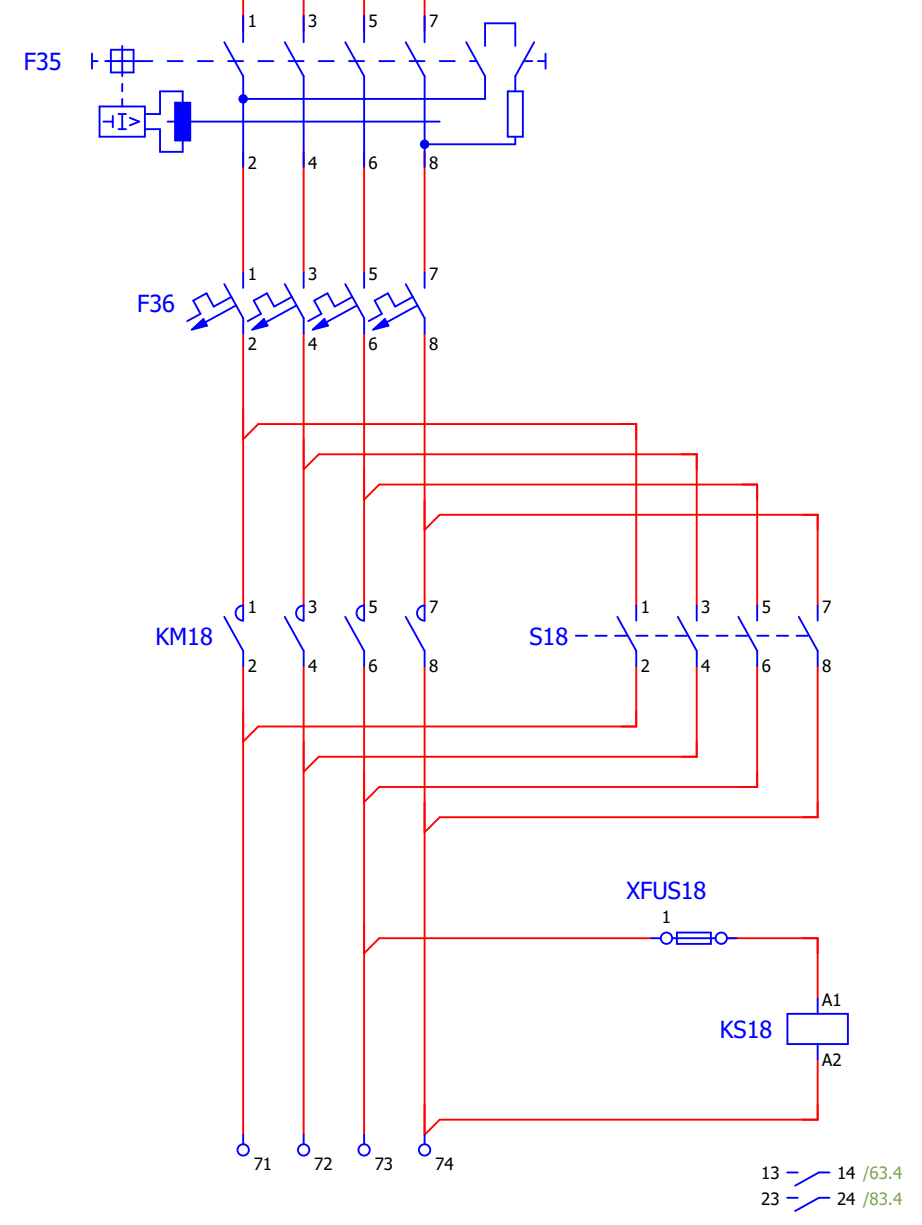 1 3 5 7
F35
-I>
2 4 6 8
1 3 5 7
F36
2 4 6 8
1 3 5 7 1 3 5 7
KM18 S18
2 4 6 8 2 4 6 8
XFUS18
1
A1
KS18
A2
71 72 73 74
13 14 /63.4
23 24 /83.4